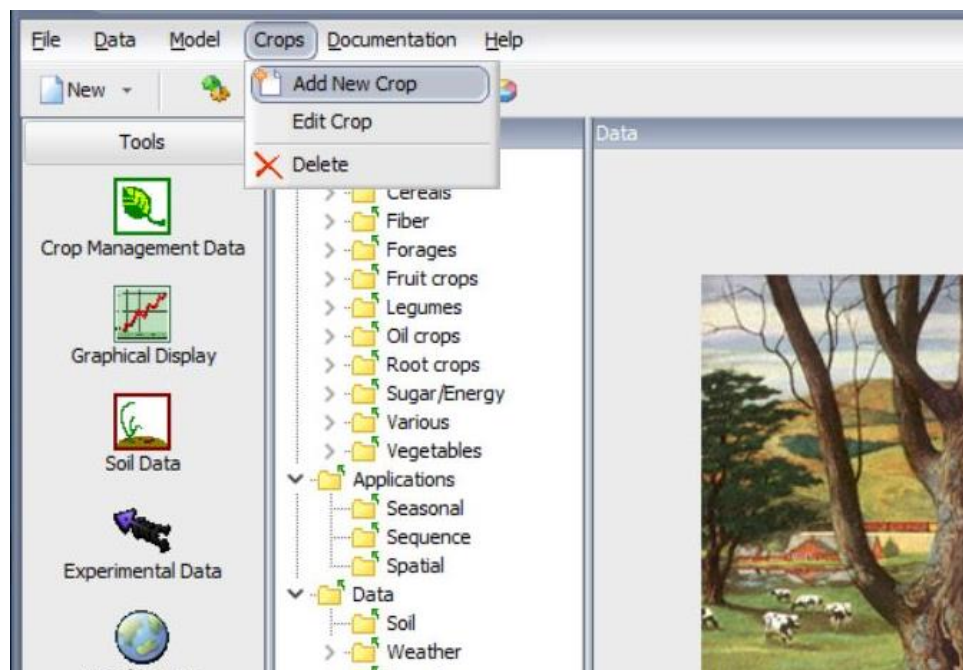 File Data Model Crops Documentation Help
New
Add New Crop
Edit Crop
Delete
Tools
Crop Management Data
Graphical Display
Soil Data
Experimental Data
Cereals
Fiber
Forages
Fruit crops
Legumes
Oil crops
Root crops
Sugar/Energy
Various
Vegetables
Applications
Seasonal
Sequence
Spatial
Data
Soil
Weather
Data